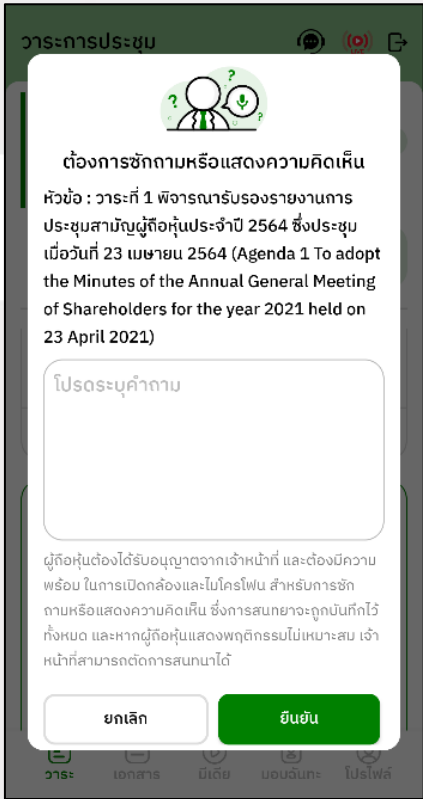 วาระการประชุม
LIVE
? ? ?
ต้องการซักถามหรือแสดงความคิดเห็น
หัวข้อ : วาระที่ 1 พิจารณารับรองรายงานการ
ประชุมสามัญผู้ถือหุ้นประจำปี 2564 ซึ่งประชุม
เมื่อวันที่ 23 เมษายน 2564 (Agenda 1 To adopt
the Minutes of the Annual General Meeting
of Shareholders for the year 2021 held on
23 April 2021)
โปรดระบุคำถาม
ผู้ถือหุ้นต้องได้รับอนุญาตจากเจ้าหน้าที่ และต้องมีความ
พร้อม ในการเปิดกล้องและไมโครโฟน สำหรับการซัก
ถามหรือแสดงความคิดเห็น ซึ่งการสนทยาจะถูกบันทึกไว้
ทั้งหมด และหากผู้ถือหุ้นแสดงพฤติกรรมไม่เหมาะสม เจ้า
หน้าที่สามารถตัดการสนทนาได้
ยกเลิก ยืนยัน
วาระ เอกสาร มีเดีย มอบฉันทะ โปรไฟล์